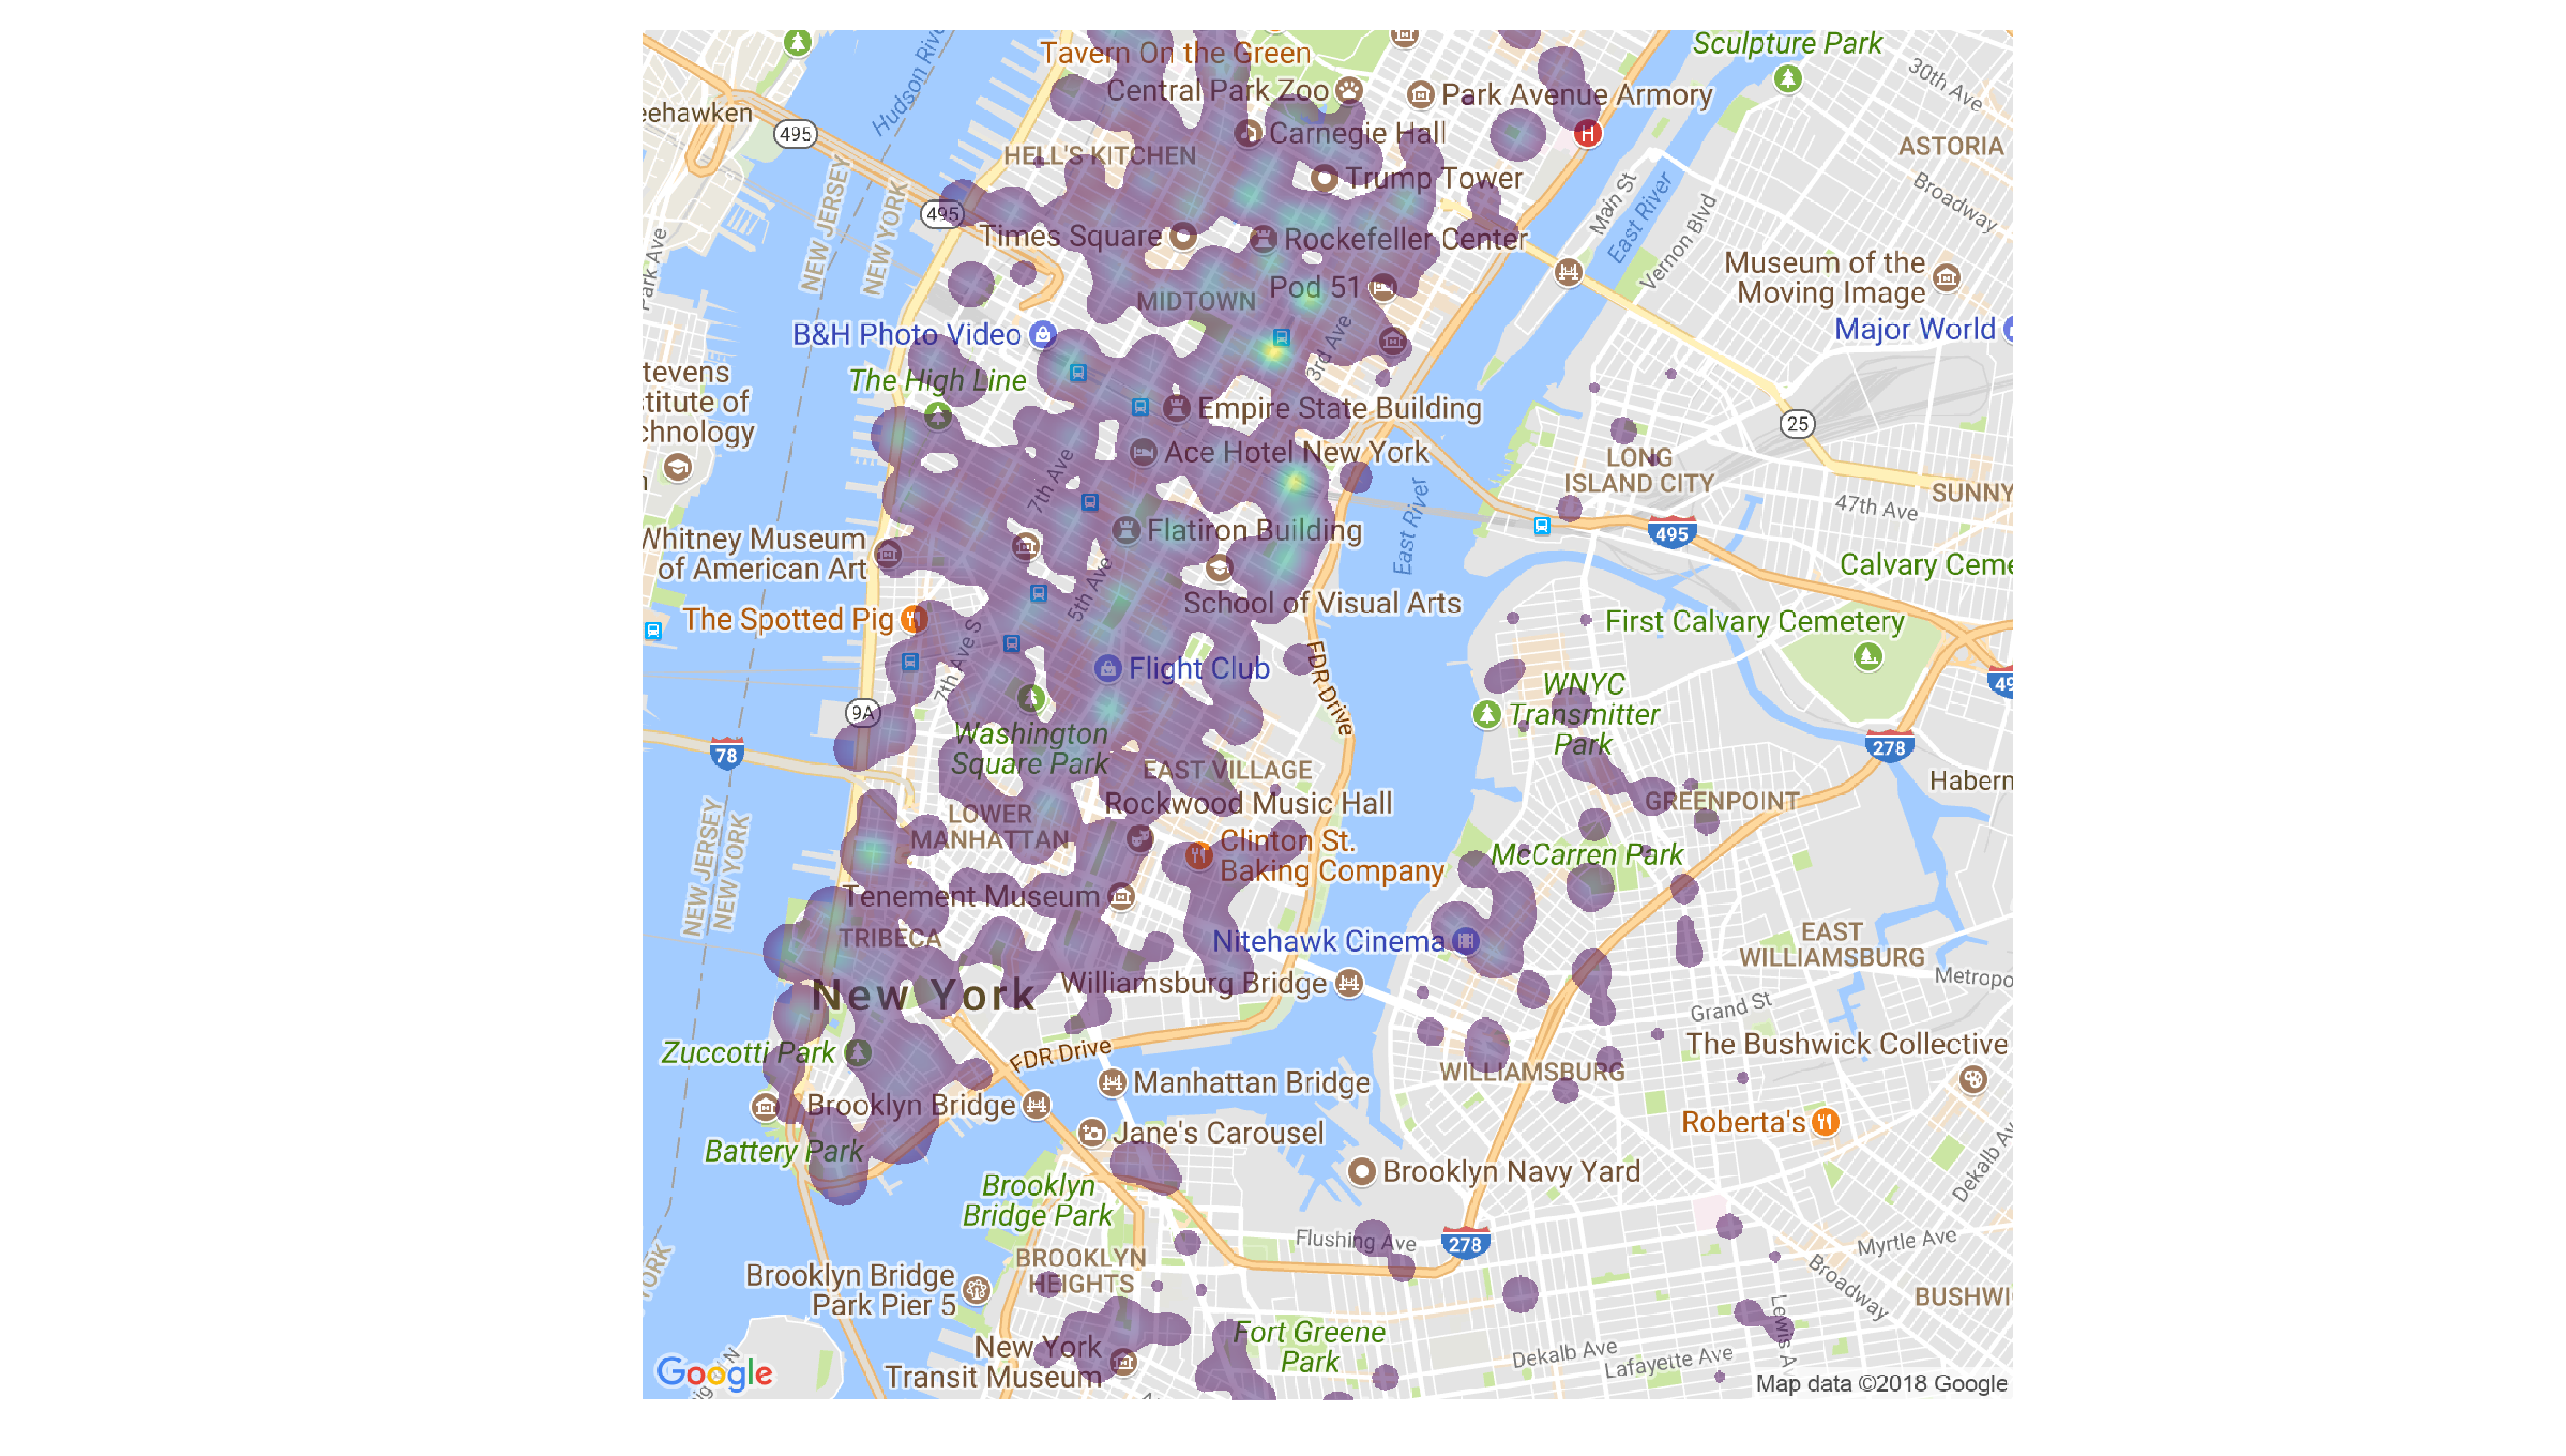 Tavern On the Green
Sculpture Park
Central Park Zoo
Park Avenue Armory
30th Ave
Hudson
eehawken
495
Carnegie Hall
H
ASTORIA
HELL'S KITCHEN
Trump Tower
Broadway
NEW JERSEY
NEW YORK
495
Main St
East River
Vernon Blvd
Times Square
Rockefeller Center
Park Ave
Museum of the
Moving Image
Pod 51
MIDTOWN
B&H Photo Video
Major World
3rd Ave
tevens
titute of
chnology
The High Line
Empire State Building
25
Ace Hotel New York
LONG
ISLAND CITY
7th Ave
47th Ave
SUNNY
East River
Flatiron Building
495
Whitney Museum
of American Art
Calvary Ceme
5th Ave
School of Visual Arts
The Spotted Pig
First Calvary Cemetery
7th Ave S
Flight Club
FDR Drive
WNYC
Transmitter
Park
49
9A
Washington
Square Park
78
278
EAST VILLAGE
Habern
Rockwood Music Hall
GREENPOINT
LOWER
MANHATTAN
NEW JERSEY
NEW YORK
Clinton St.
Baking Company
McCarren Park
Tenement Museum
TRIBECA
Nitehawk Cinema
EAST
WILLIAMSBURG
Williamsburg Bridge
Metropo
New York
Grand St
Zuccotti Park
FDR Drive
The Bushwick Collective
WILLIAMSBURG
Manhattan Bridge
Brooklyn Bridge
Roberta's
Jane's Carousel
Battery Park
Dekalb Av
Brooklyn Navy Yard
Brooklyn
Bridge Park
Flushing Ave
278
Myrtle Ave
BROOKLYN
HEIGHTS
Broadway
ORK
Brooklyn Bridge
Park Pier 5
BUSHWI
Lewis A
Fort Greene
Park
New York
Transit Museum
Dekalb Ave
Lafayette Ave
Google
Map data ©2018 Google